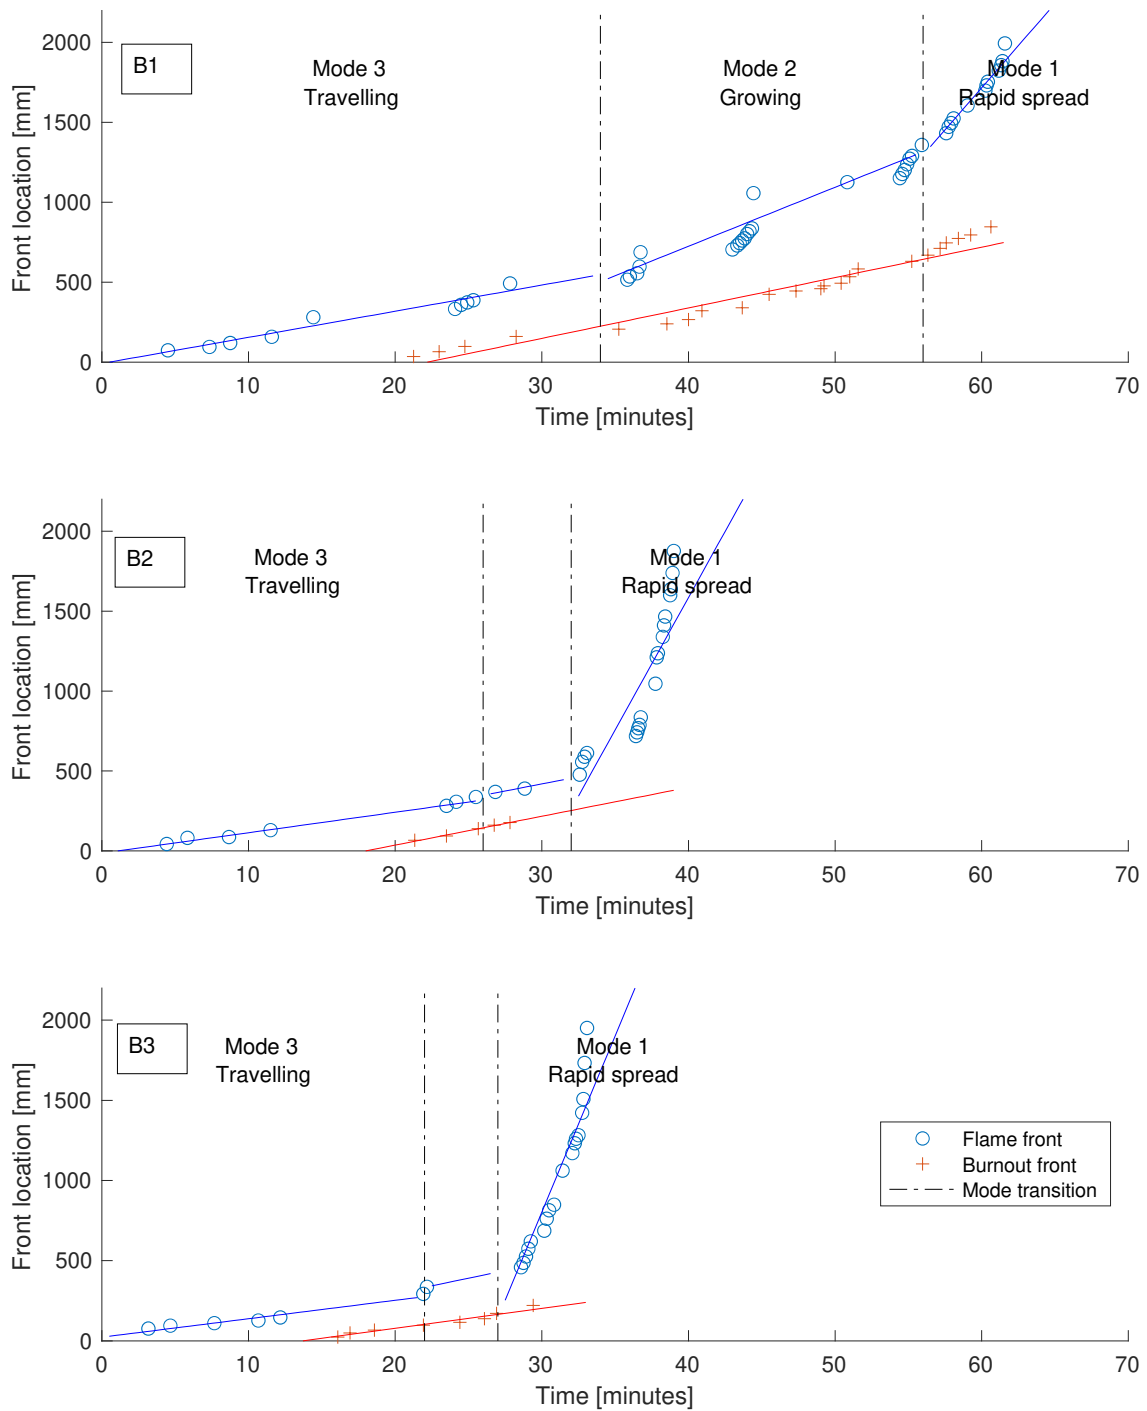 B1
Mode 3
Travelling
Mode 2
Growing
Mode 1
Rapid spread
Front location [mm]
2000
1500
1000
500
0
0 10 20 30 40 50 60 70
Time [minutes]
B2
Mode 3
Travelling
Mode 1
Rapid spread
Front location [mm]
2000
1500
1000
500
0
0 10 20 30 40 50 60 70
Time [minutes]
B3
Mode 3
Travelling
Mode 1
Rapid spread
Front location [mm]
2000
1500
1000
500
0
Flame front
Burnout front
Mode transition
0 10 20 30 40 50 60 70
Time [minutes]